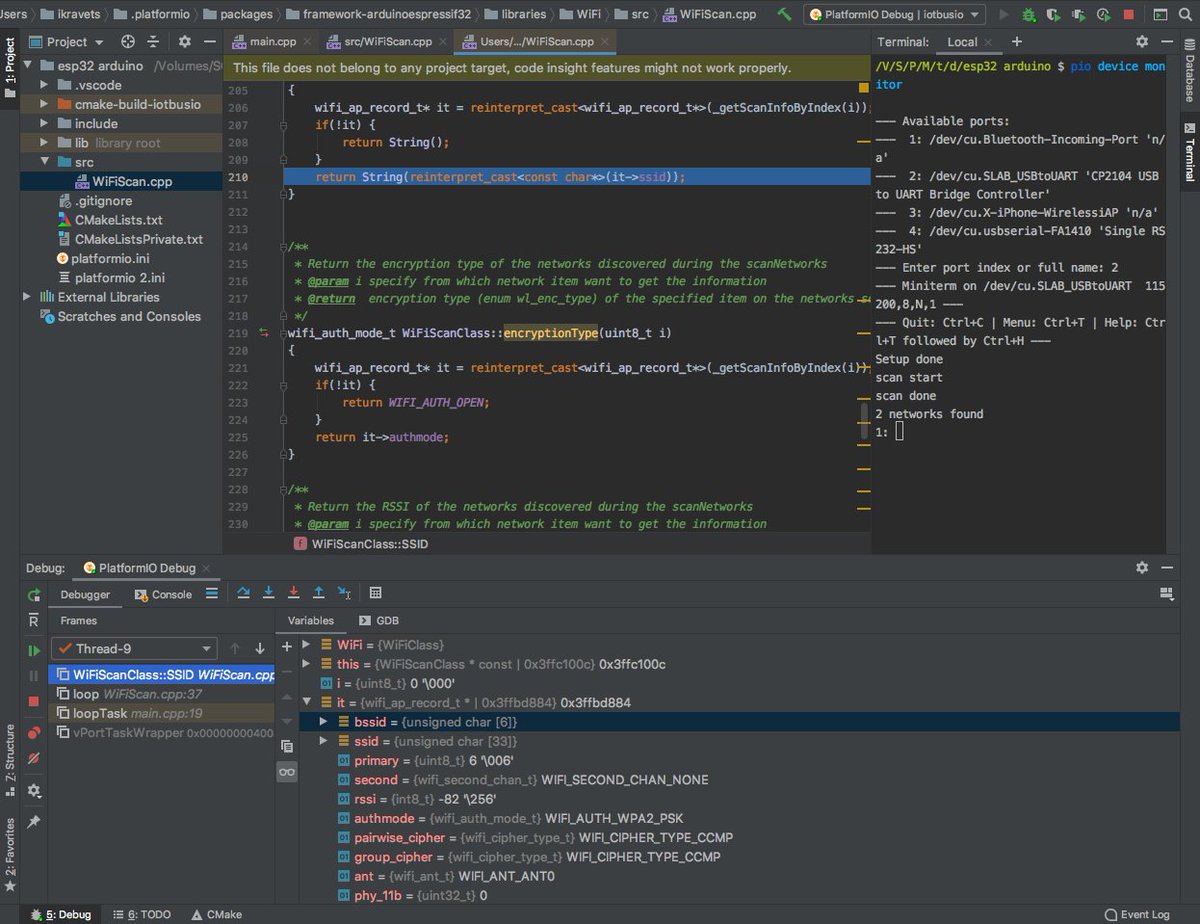 Users ikravets .platformio packages framework-arduinoespressif32 libraries WiFi src WiFiScan.cpp PlatformIO Debug | iotbusio
1: Project
Project
main.cpp src/WiFiScan.cpp Users/.../WiFiScan.cpp
Terminal: Local
This file does not belong to any project target, code insight features might not work properly.
esp32 arduino /Volumes/S
.vscode
cmake-build-iotbusio
include
lib library root
src
WiFiScan.cpp
.gitignore
CMakeLists.txt
CMakeListsPrivate.txt
platformio.ini
platformio 2.ini
External Libraries
Scratches and Consoles
205 {
206 wifi_ap_record_t* it = reinterpret_cast<wifi_ap_record_t*>(_getScanInfoByIndex(i));
207 if(!it) {
208 return String();
209 }
210 return String(reinterpret_cast<const char*>(it->ssid));
211 }
212
213
214 /**
215 * Return the encryption type of the networks discovered during the scanNetworks
216 * @param i specify from which network item want to get the information
217 * @return encryption type (enum wl_enc_type) of the specified item on the networks sc
218 */
219 wifi_auth_mode_t WiFiScanClass::encryptionType(uint8_t i)
220 {
221 wifi_ap_record_t* it = reinterpret_cast<wifi_ap_record_t*>(_getScanInfoByIndex(i));
222 if(!it) {
223 return WIFI_AUTH_OPEN;
224 }
225 return it->authmode;
226 }
227
228 /**
229 * Return the RSSI of the networks discovered during the scanNetworks
230 * @param i specify from which network item want to get the information
WiFiScanClass::SSID
/V/S/P/M/t/d/esp32 arduino $ pio device mon
itor
--- Available ports:
--- 1: /dev/cu.Bluetooth-Incoming-Port 'n/
a'
--- 2: /dev/cu.SLAB_USBtoUART 'CP2104 USB
to UART Bridge Controller'
--- 3: /dev/cu.X-iPhone-WirelessiAP 'n/a'
--- 4: /dev/cu.usbserial-FA1410 'Single RS
232-HS'
--- Enter port index or full name: 2
--- Miniterm on /dev/cu.SLAB_USBtoUART 115
200,8,N,1 ---
--- Quit: Ctrl+C | Menu: Ctrl+T | Help: Ctr
l+T followed by Ctrl+H ---
Setup done
scan start
scan done
2 networks found
1:
Database
Terminal
Debug: PlatformIO Debug
Debugger Console
Frames
Variables GDB
Thread-9
WiFiScanClass::SSID WiFiScan.cpp
loop WiFiScan.cpp:37
loopTask main.cpp:19
vPortTaskWrapper 0x00000000400
WiFi = {WiFiClass}
this = {WiFiScanClass * const | 0x3ffc100c} 0x3ffc100c
i = {uint8_t} 0 '\000'
it = {wifi_ap_record_t * | 0x3ffbd884} 0x3ffbd884
bssid = {unsigned char [6]}
ssid = {unsigned char [33]}
primary = {uint8_t} 6 '\006'
second = {wifi_second_chan_t} WIFI_SECOND_CHAN_NONE
rssi = {int8_t} -82 '\256'
authmode = {wifi_auth_mode_t} WIFI_AUTH_WPA2_PSK
pairwise_cipher = {wifi_cipher_type_t} WIFI_CIPHER_TYPE_CCMP
group_cipher = {wifi_cipher_type_t} WIFI_CIPHER_TYPE_CCMP
ant = {wifi_ant_t} WIFI_ANT_ANT0
phy_11b = {uint32_t} 0
Z: Structure
2: Favorites
5: Debug 6: TODO CMake
Event Log